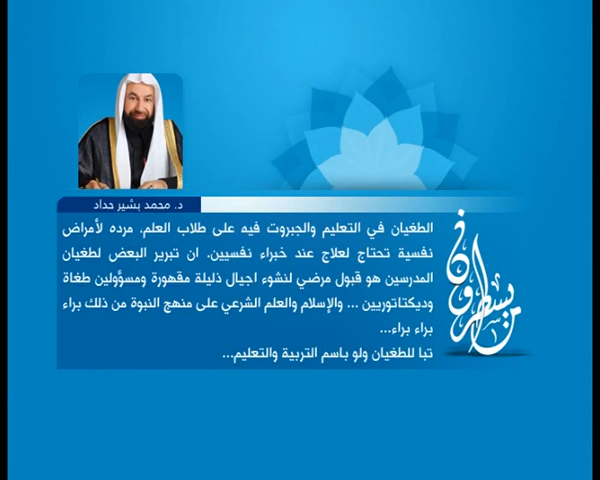 د. محمد بشير حداد
الطغيان في التعليم والجبروت فيه على طلاب العلم، مرده لأمراض
نفسية تحتاج لعلاج عند خبراء نفسيين. ان تبرير البعض لطغيان
المدرسين هو قبول مرضي لنشوء اجيال ذليلة مقهورة ومسؤولين طغاة
وديكتاتوريين ... والإسلام والعلم الشرعي على منهج النبوة من ذلك براء
براء براء...
تبا للطغيان ولو باسم التربية والتعليم...